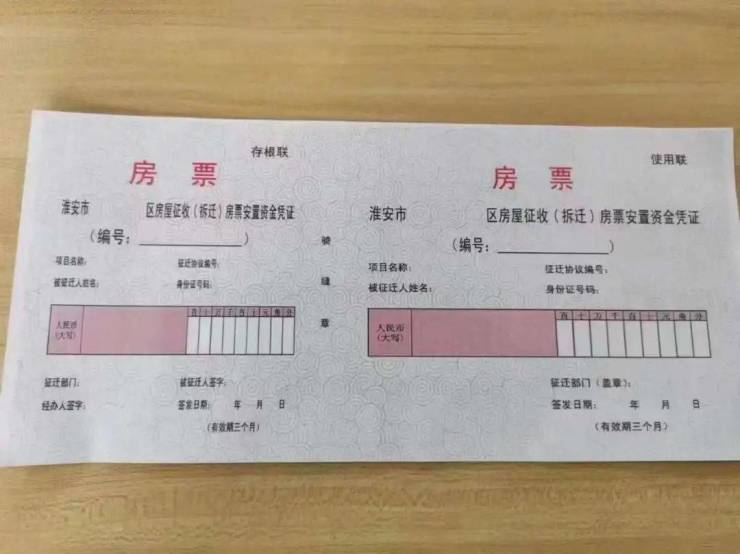 存根联
房 票
淮安市 区房屋征收（拆迁）房票安置资金凭证
（编号：____________）
项目名称： 征迁协议编号：
被征迁人姓名： 身份证号码：
人民币（大写） 百 十 万 千 百 十 元 角 分
征迁部门： 被征迁人签字：
经办人签字： 签发日期： 年 月 日
（有效期三个月）
骑
缝
章
使用联
房 票
淮安市 区房屋征收（拆迁）房票安置资金凭证
（编号：____________）
项目名称： 征迁协议编号：
被征迁人姓名： 身份证号码：
人民币（大写） 百 十 万 千 百 十 元 角 分
征迁部门（盖章）：
签发日期： 年 月 日
（有效期三个月）